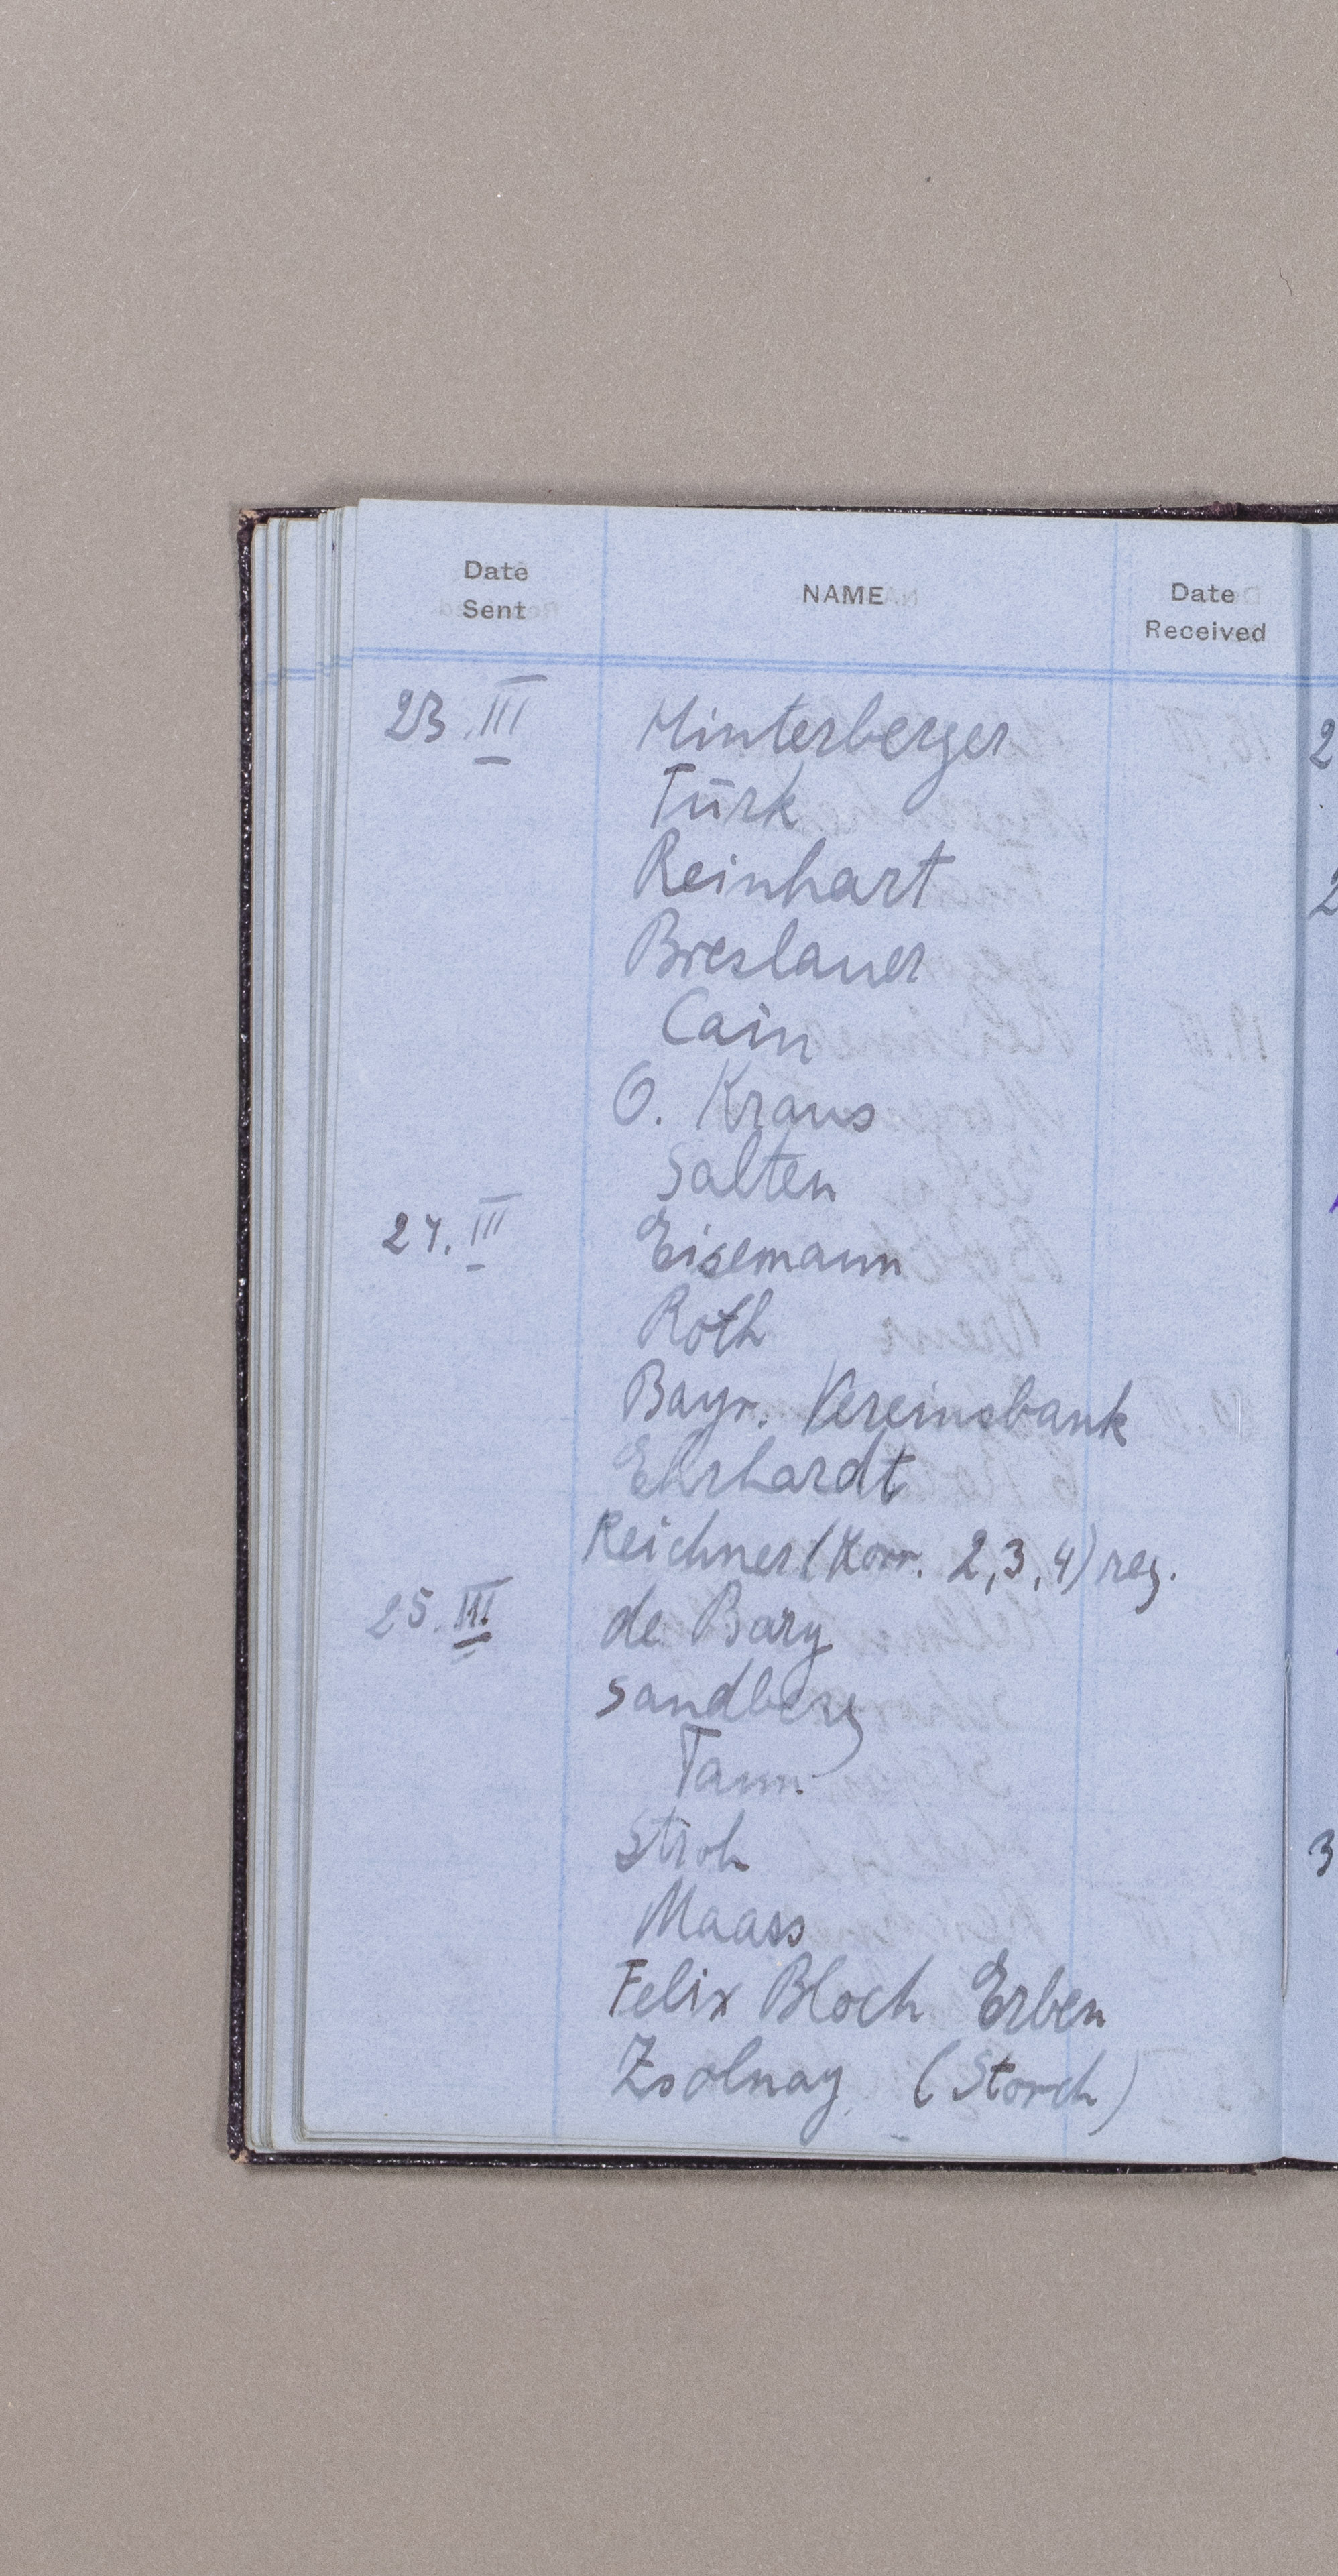 Date Sent NAME Date Received
23. III Hinterberger
Türk
Reinhart
Breslauer
Cain
O. Kraus
Salten
24. III Eisemann
Roth
Bayr. Vereinsbank
Ehrhardt
Reichner (Korr. 2, 3, 4) reg.
25. III. de Bary
Sandberg
Tann.
Stroh
Maass
Felix Bloch Erben
Zsolnay (Storch)